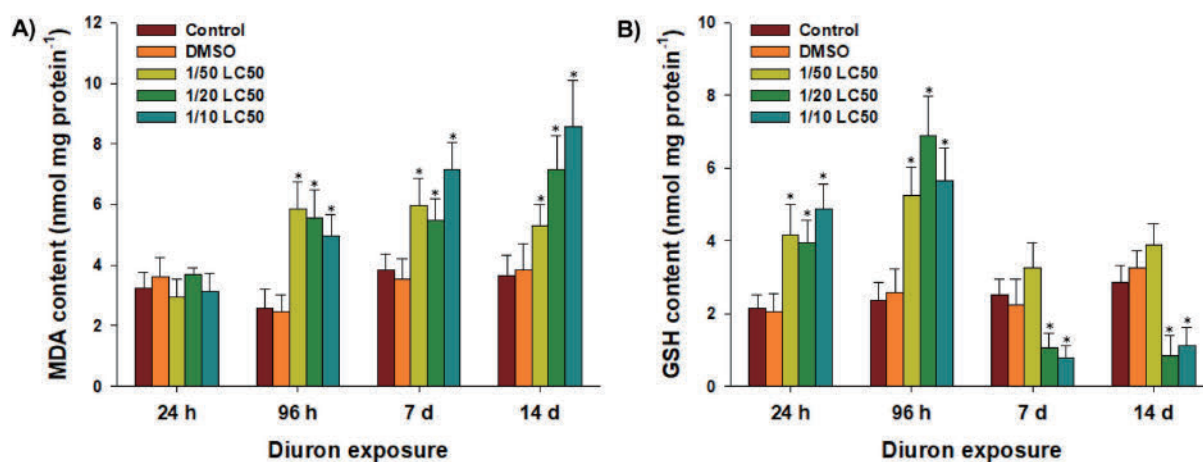 A)
MDA content (nmol mg protein⁻¹)
12
10
8
6
4
2
0
Control
DMSO
1/50 LC50
1/20 LC50
1/10 LC50
* * *
* * *
* * *
24 h 96 h 7 d 14 d
Diuron exposure
B)
GSH content (nmol mg protein⁻¹)
10
8
6
4
2
0
Control
DMSO
1/50 LC50
1/20 LC50
1/10 LC50
* * *
* * *
* *
* *
24 h 96 h 7 d 14 d
Diuron exposure